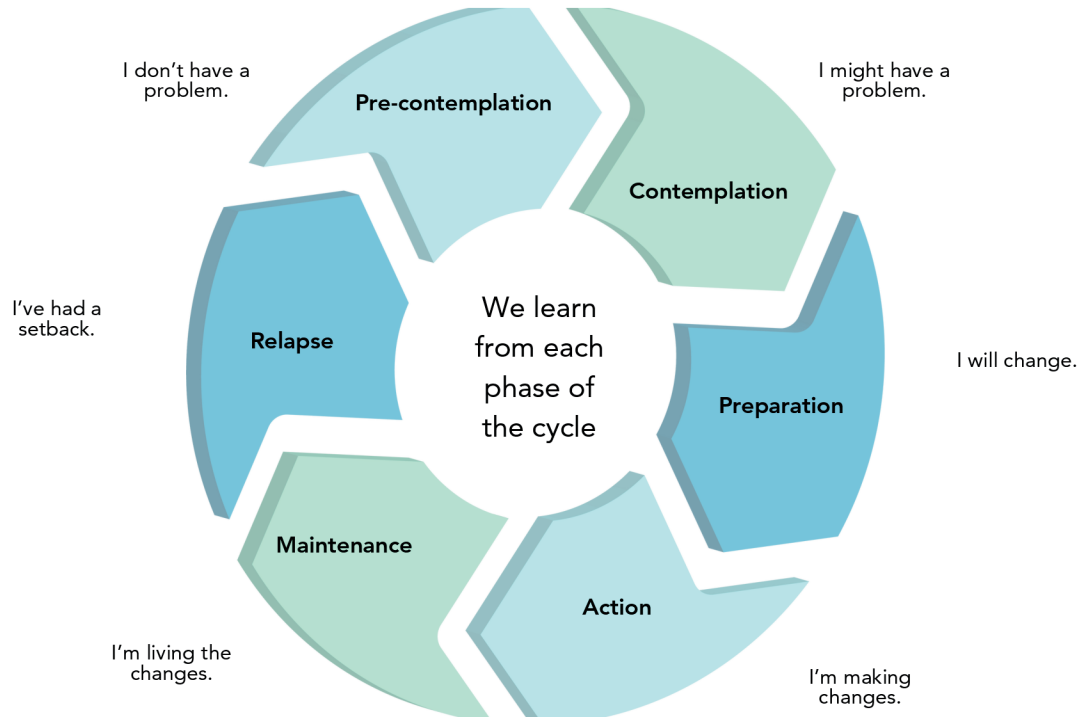 I don’t have a
problem.
Pre-contemplation
I might have a
problem.
Contemplation
I’ve had a
setback.
Relapse
We learn
from each
phase of
the cycle
I will change.
Preparation
Maintenance
Action
I’m living the
changes.
I’m making
changes.